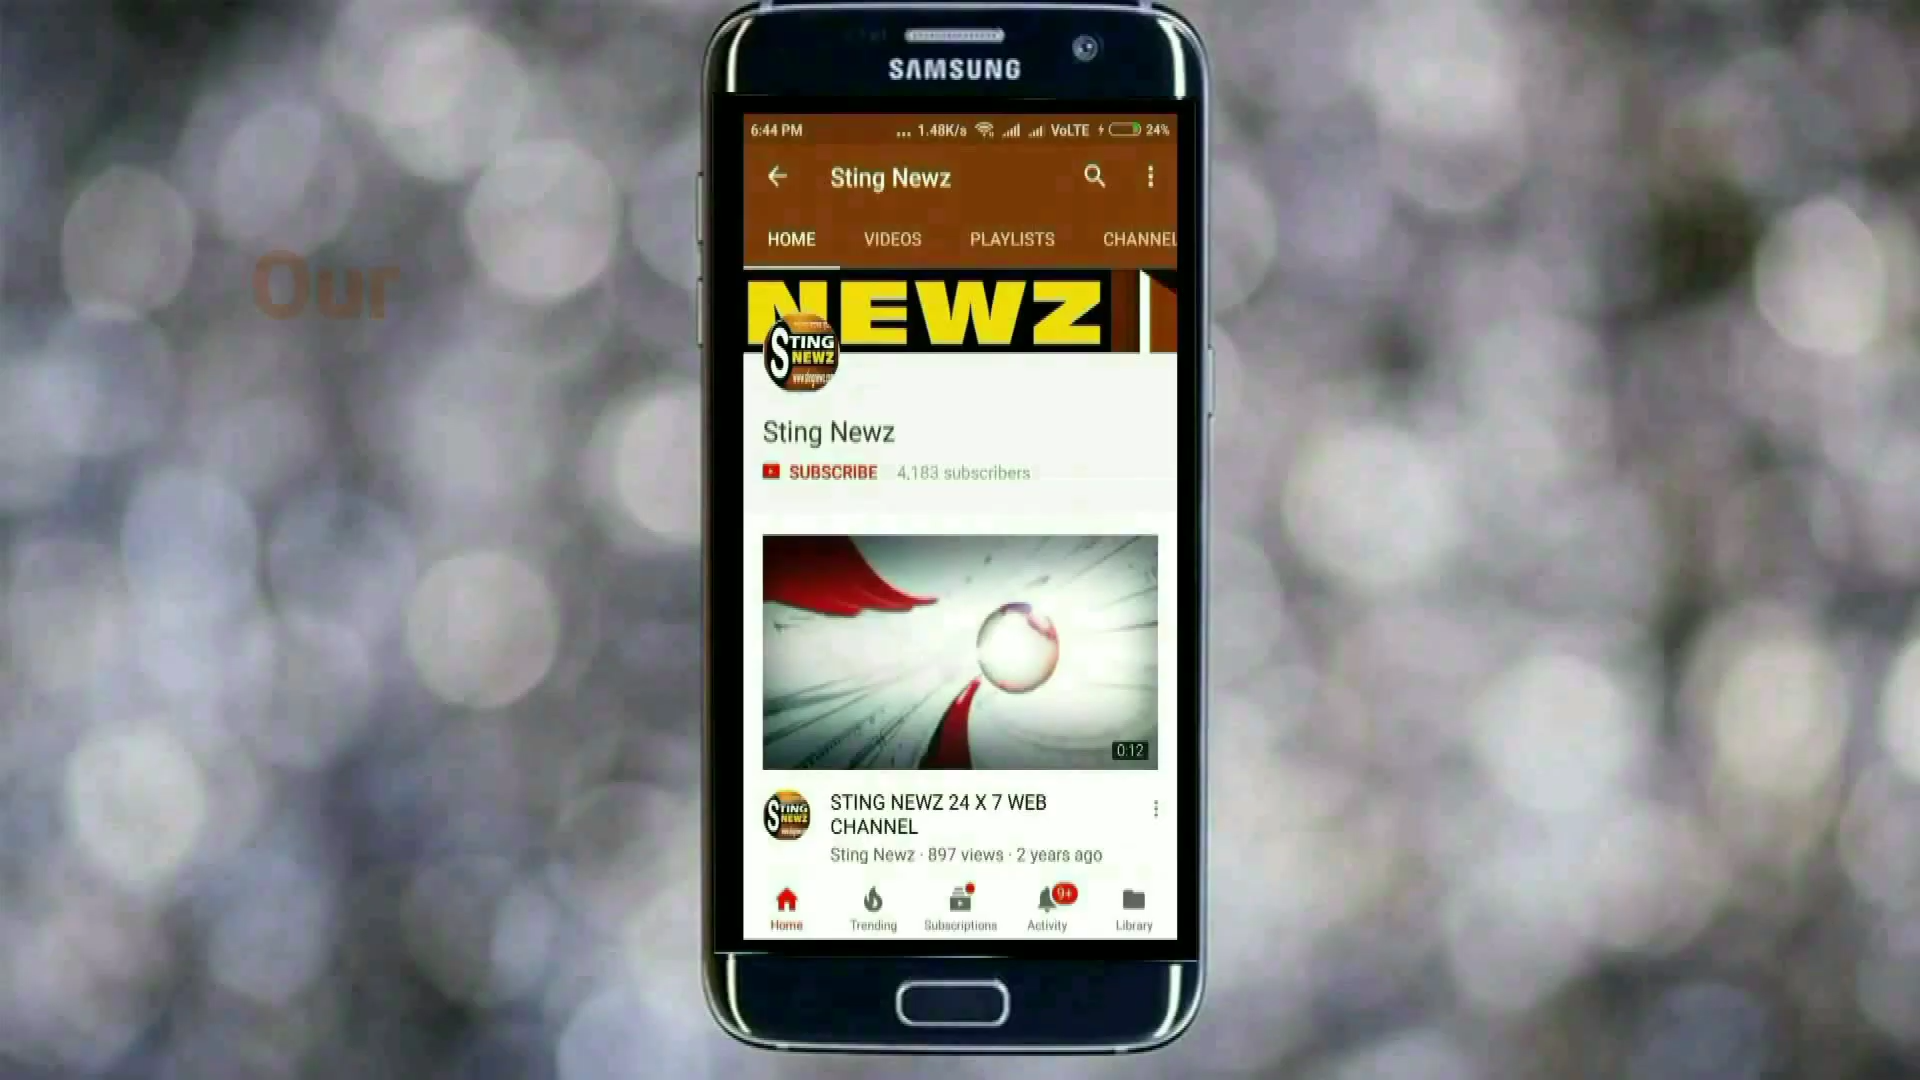 SAMSUNG
6:44 PM ... 1.48K/s VoLTE 24%
Sting Newz
HOME VIDEOS PLAYLISTS CHANNEL
Our
NEWZ
STING
NEWZ
Sting Newz
SUBSCRIBE 4,183 subscribers
0:12
STING NEWZ 24 X 7 WEB
CHANNEL
STING
NEWZ
Sting Newz · 897 views · 2 years ago
9+
Home Trending Subscriptions Activity Library